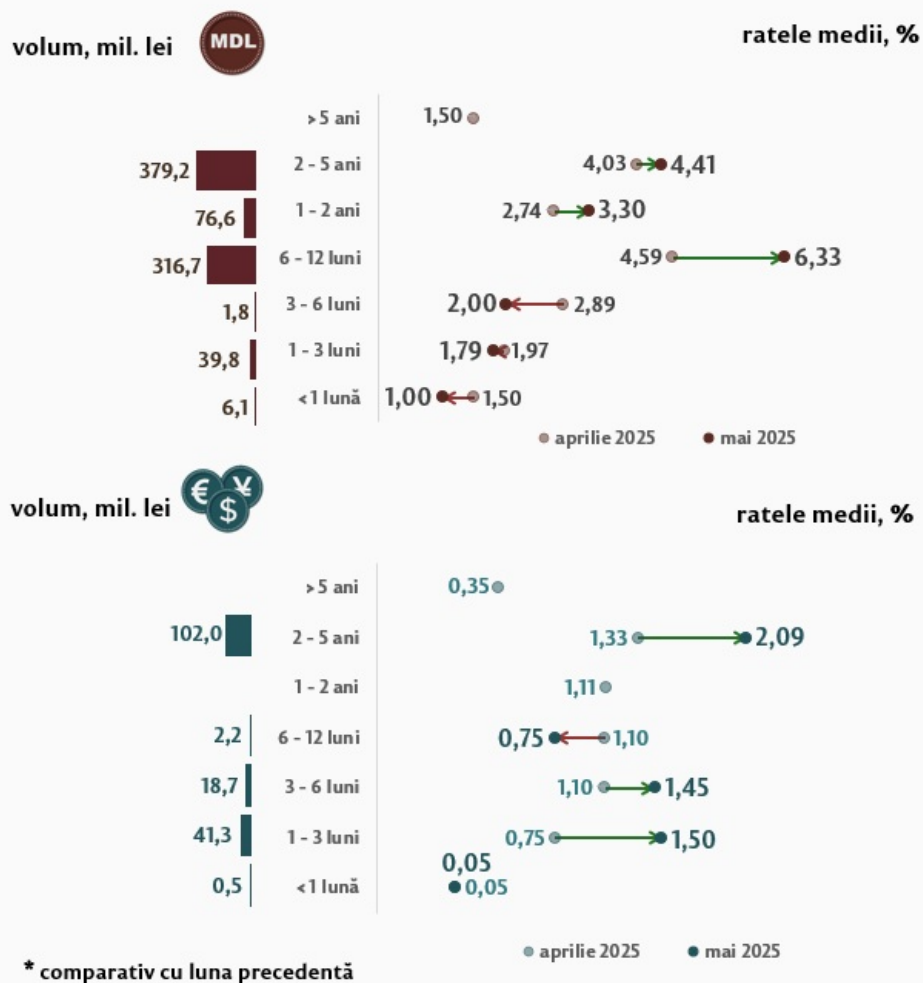 volum, mil. lei MDL ratele medii, %
> 5 ani 1,50
379,2 2 - 5 ani 4,03 4,41
76,6 1 - 2 ani 2,74 3,30
316,7 6 - 12 luni 4,59 6,33
1,8 3 - 6 luni 2,00 2,89
39,8 1 - 3 luni 1,79 1,97
6,1 <1 lună 1,00 1,50
aprilie 2025 mai 2025
volum, mil. lei € ¥ $ ratele medii, %
> 5 ani 0,35
102,0 2 - 5 ani 1,33 2,09
1 - 2 ani 1,11
2,2 6 - 12 luni 0,75 1,10
18,7 3 - 6 luni 1,10 1,45
41,3 1 - 3 luni 0,75 1,50
0,05
0,5 <1 lună 0,05
aprilie 2025 mai 2025
* comparativ cu luna precedentă